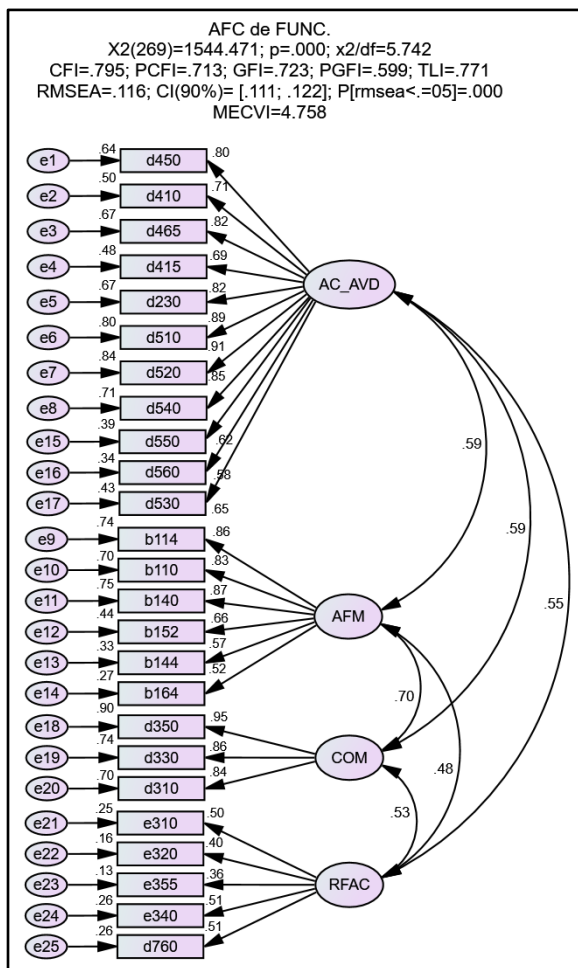 AFC de FUNC.
X2(269)=1544.471; p=.000; x2/df=5.742
CFI=.795; PCFI=.713; GFI=.723; PGFI=.599; TLI=.771
RMSEA=.116; CI(90%)= [.111; .122]; P[rmsea<.=05]=.000
MECVI=4.758
e1 .64 d450 .80
e2 .50 d410 .71
e3 .67 d465 .82
e4 .48 d415 .69
AC_AVD
e5 .67 d230 .82
e6 .80 d510 .89
e7 .84 d520 .91
e8 .71 d540 .85
e15 .39 d550 .62
e16 .34 d560 .58
e17 .43 d530 .65
.59
.59
.55
e9 .74 b114 .86
e10 .70 b110 .83
e11 .75 b140 .87
AFM
e12 .44 b152 .66
e13 .33 b144 .57
e14 .27 b164 .52
.70
.48
e18 .90 d350 .95
e19 .74 d330 .86
COM
e20 .70 d310 .84
.53
e21 .25 e310 .50
e22 .16 e320 .40
e23 .13 e355 .36
RFAC
e24 .26 e340 .51
e25 .26 d760 .51